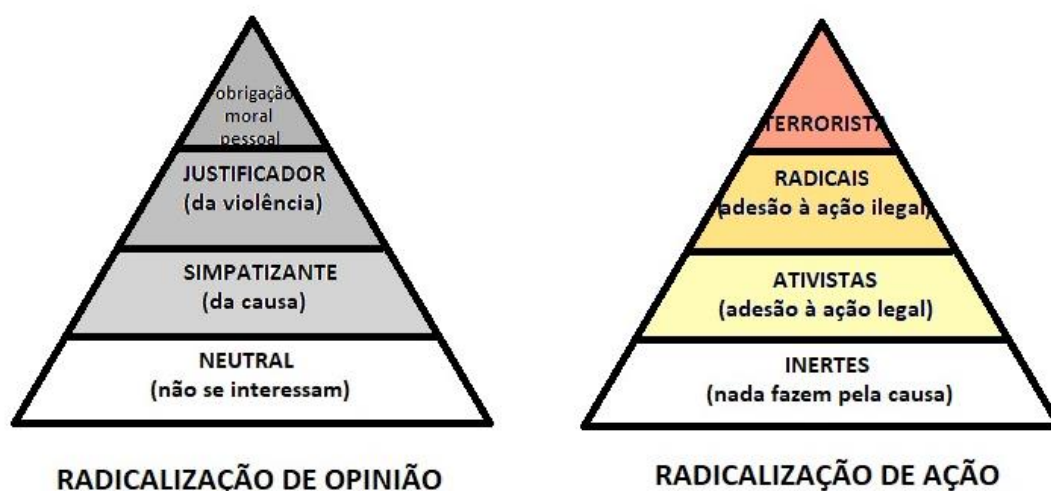 obrigação
moral
pessoal
JUSTIFICADOR
(da violência)
SIMPATIZANTE
(da causa)
NEUTRAL
(não se interessam)
RADICALIZAÇÃO DE OPINIÃO
TERRORISTA
RADICAIS
(adesão à ação ilegal)
ATIVISTAS
(adesão à ação legal)
INERTES
(nada fazem pela causa)
RADICALIZAÇÃO DE AÇÃO